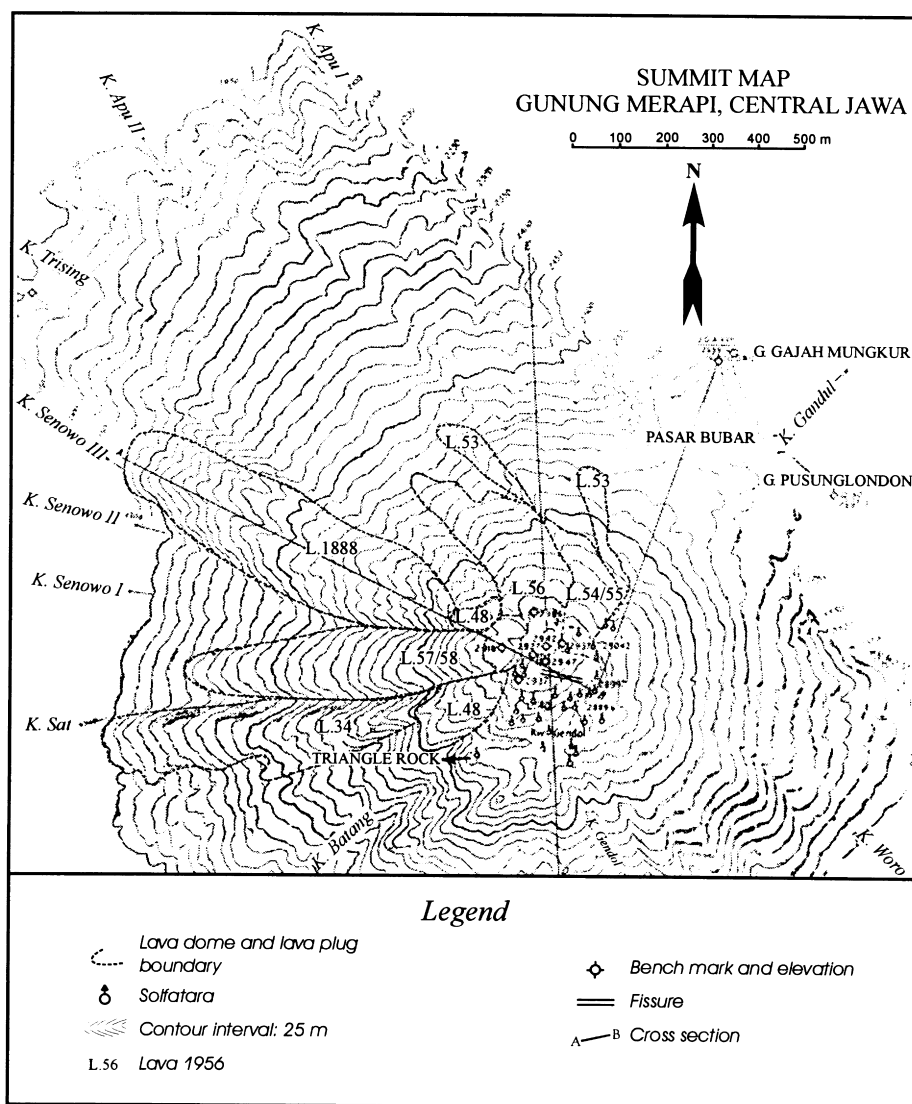 SUMMIT MAP
GUNUNG MERAPI, CENTRAL JAWA
0 100 200 300 400 500 m
N
K. Apu I
K. Apu II
K. Trising
G. GAJAH MUNGKUR
K. Gandul
PASAR BUBAR
G. PUSUNGLONDON
K. Senowo III
K. Senowo II
K. Senowo I
L.53
L.53
L.1888
L.56
L.54/55
L.48
L.57/58
L.48
L.34
K. Sat
TRIANGLE ROCK
K. Batang
K. Gendol
K. Woro
Legend
Lava dome and lava plug
boundary
Solfatara
Contour interval: 25 m
L.56 Lava 1956
Bench mark and elevation
Fissure
A B Cross section